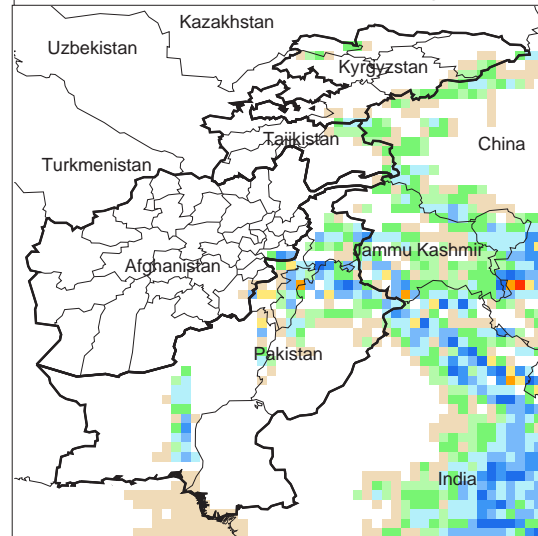 Kazakhstan
Uzbekistan
Kyrgyzstan
Tajikistan
China
Turkmenistan
Jammu Kashmir
Afghanistan
Pakistan
India